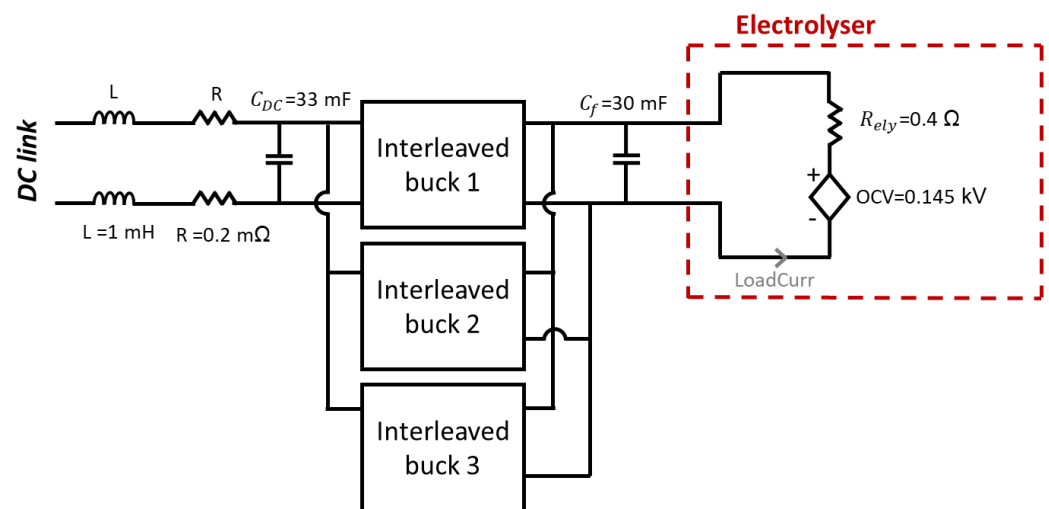 Electrolyser
DC link
L
R
C_DC=33 mF
C_f=30 mF
Interleaved
buck 1
R_ely=0.4 Ω
+
OCV=0.145 kV
-
L =1 mH
R =0.2 mΩ
LoadCurr
Interleaved
buck 2
Interleaved
buck 3